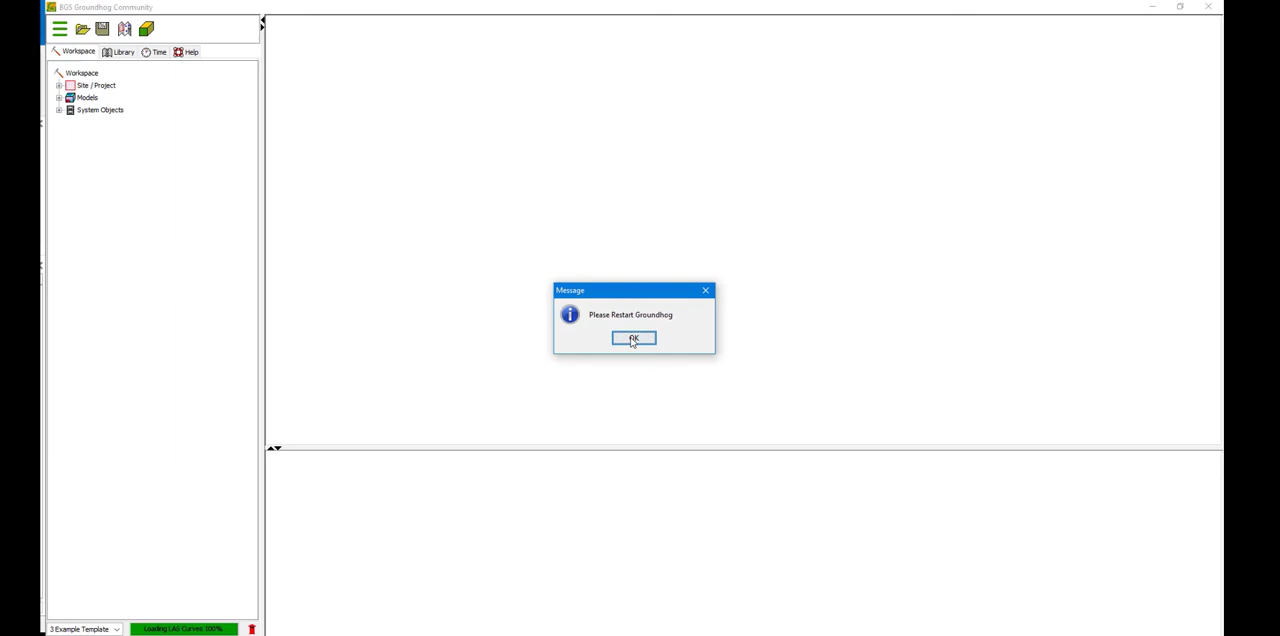 BGS Groundhog Community
Workspace Library Time Help
Workspace
Site / Project
Models
System Objects
Message
Please Restart Groundhog
OK
3 Example Template
Loading LAS Curves 100%